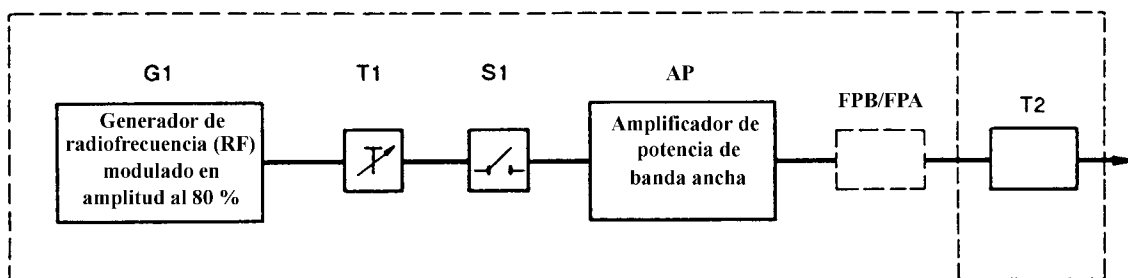 G1
T1
S1
AP
FPB/FPA
T2
Generador de
radiofrecuencia (RF)
modulado en
amplitud al 80 %
T
Amplificador de
potencia de
banda ancha